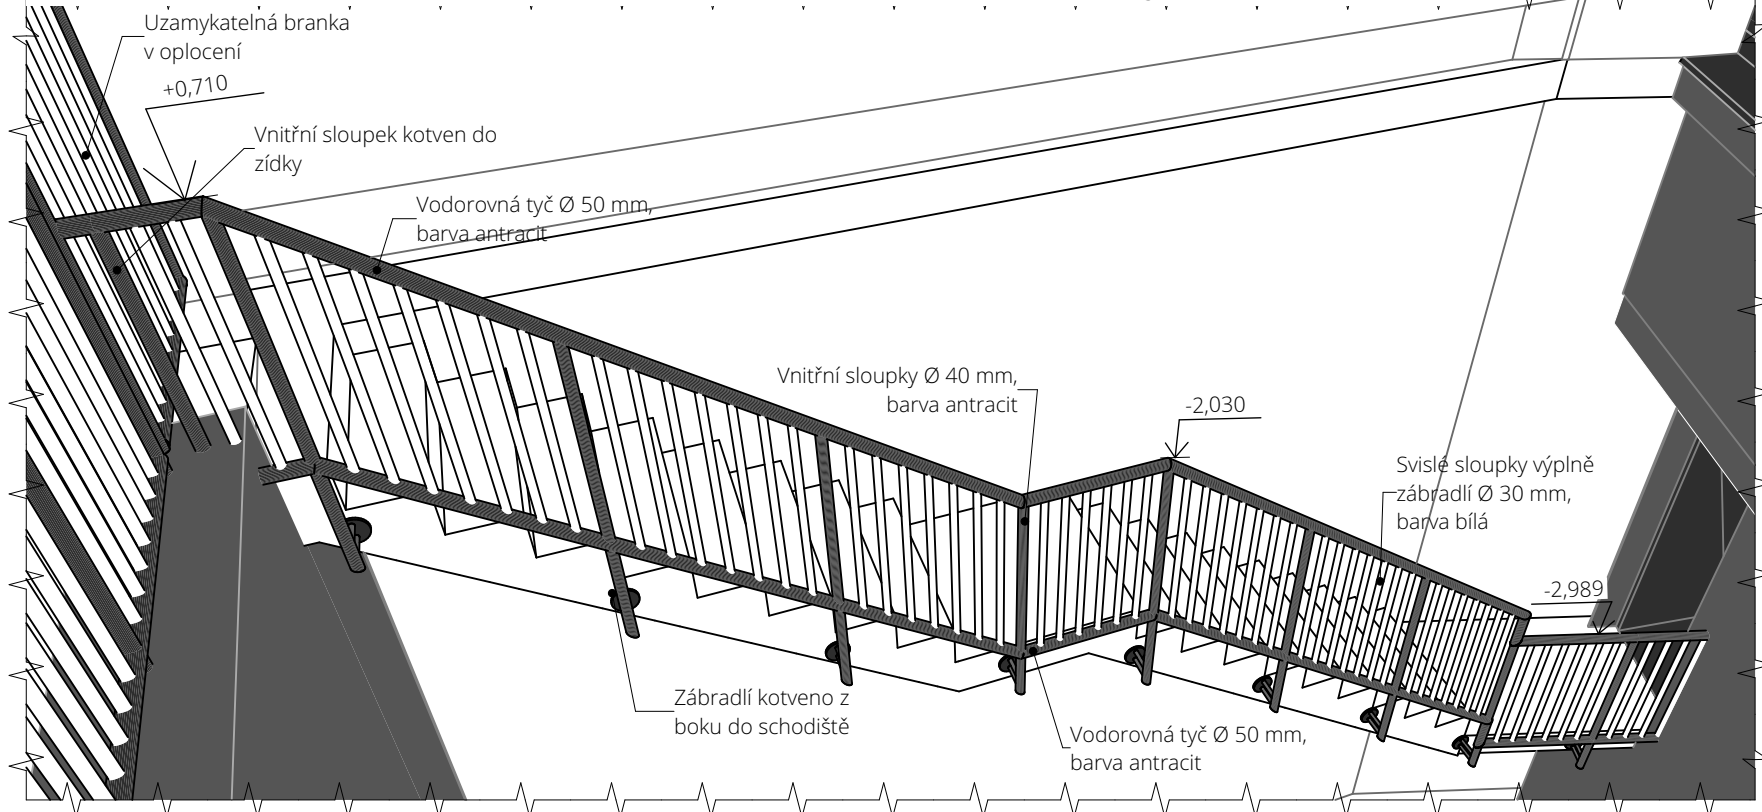 Uzamykatelná branka
v oplocení
+0,710
Vnitřní sloupek kotven do
zídky
Vodorovná tyč Ø 50 mm,
barva antracit
Vnitřní sloupky Ø 40 mm,
barva antracit
-2,030
Svislé sloupky výplně
zábradlí Ø 30 mm,
barva bílá
-2,989
Zábradlí kotveno z
boku do schodiště
Vodorovná tyč Ø 50 mm,
barva antracit